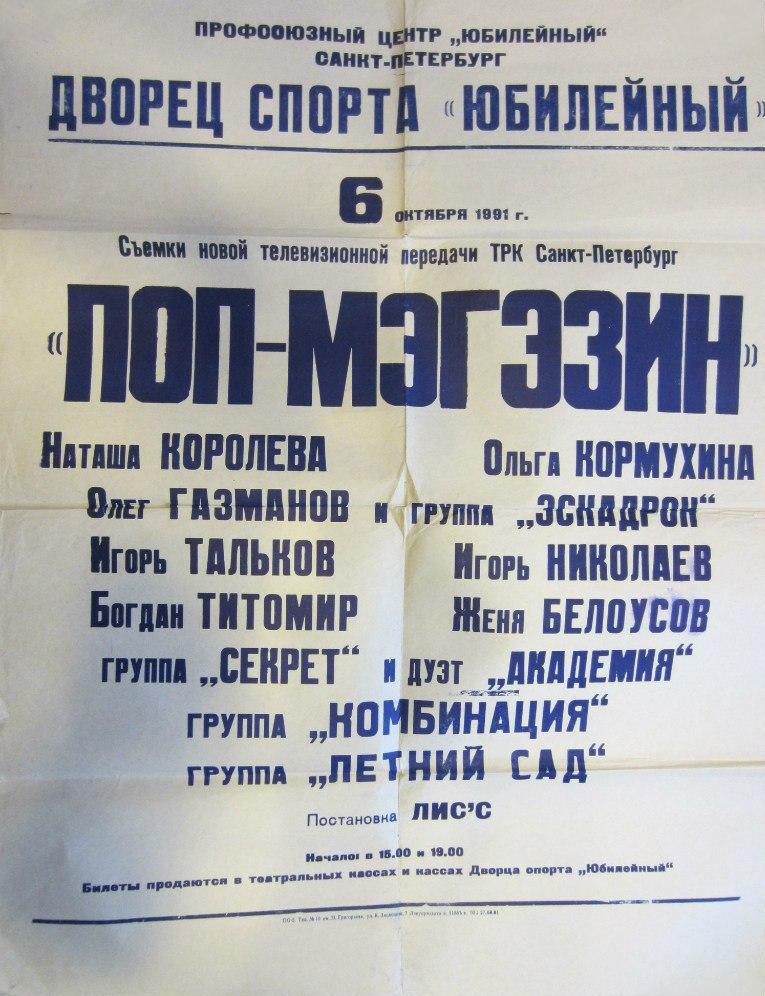 ПРОФСОЮЗНЫЙ ЦЕНТР „ЮБИЛЕЙНЫЙ“
САНКТ-ПЕТЕРБУРГ
ДВОРЕЦ СПОРТА «ЮБИЛЕЙНЫЙ»
6 ОКТЯБРЯ 1991 г.
Съемки новой телевизионной передачи ТРК Санкт-Петербург
«ПОП-МЭГЭЗИН»
Наташа КОРОЛЕВА Ольга КОРМУХИНА
Олег ГАЗМАНОВ и группа „ЭСКАДРОН“
Игорь ТАЛЬКОВ Игорь НИКОЛАЕВ
Богдан ТИТОМИР Женя БЕЛОУСОВ
группа „СЕКРЕТ“ и дуэт „АКАДЕМИЯ“
группа „КОМБИНАЦИЯ“
группа „ЛЕТНИЙ САД“
Постановка ЛИС’С
Начало: в 15.00 и 19.00
Билеты продаются в театральных кассах и кассах Дворца спорта „Юбилейный“